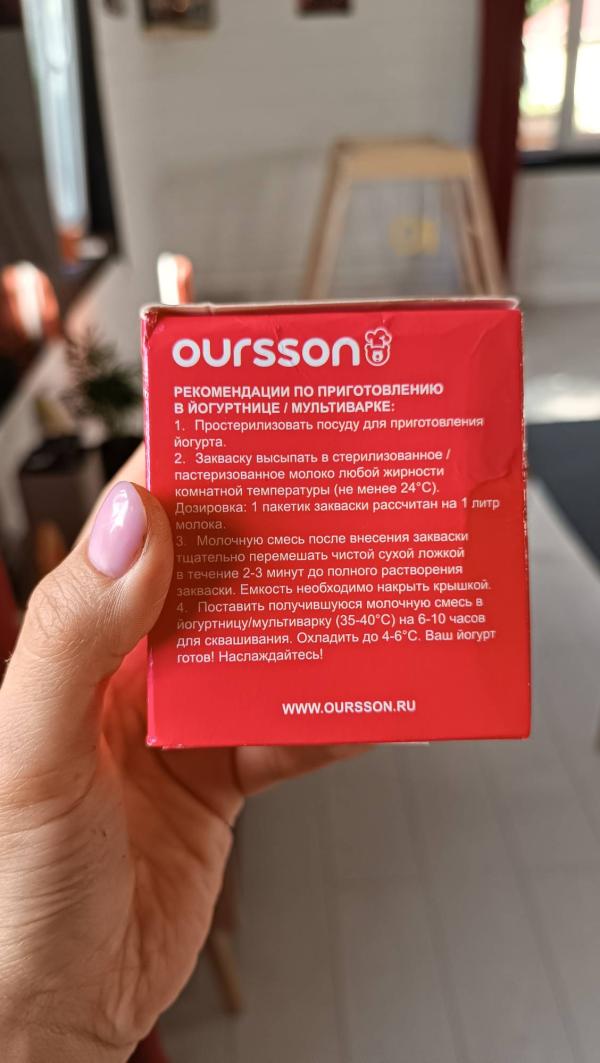 oursson
РЕКОМЕНДАЦИИ ПО ПРИГОТОВЛЕНИЮ
В ЙОГУРТНИЦЕ / МУЛЬТИВАРКЕ:
1. Простерилизовать посуду для приготовления
йогурта.
2. Закваску высыпать в стерилизованное /
пастеризованное молоко любой жирности
комнатной температуры (не менее 24°С).
Дозировка: 1 пакетик закваски рассчитан на 1 литр
молока.
3. Молочную смесь после внесения закваски
тщательно перемешать чистой сухой ложкой
в течение 2-3 минут до полного растворения
закваски. Емкость необходимо накрыть крышкой.
4. Поставить получившуюся молочную смесь в
йогуртницу/мультиварку (35-40°С) на 6-10 часов
для сквашивания. Охладить до 4-6°С. Ваш йогурт
готов! Наслаждайтесь!
WWW.OURSSON.RU